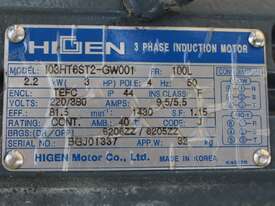 HIGEN 3 PHASE INDUCTION MOTOR
MODEL: 103HT6ST2-GW001 FR: 100L
2.2 kW ( 3 HP) POLE: 4 Hz 60
ENCL: TEFC IP 44 INS.CLASS F
VOLTS: 220/380 AMPS: 9.5/5.5
EFF: 81.5 min⁻¹ 1430 S.F: 1.15
RATING: CONT. AMB. 40 ℃ CODE J
BRGS.(DH/OPP) 6206ZZ / 6205ZZ
SERIAL NO. BGJ01337 APP.W 32 kg
HIGEN Motor Co., Ltd. MADE IN KOREA